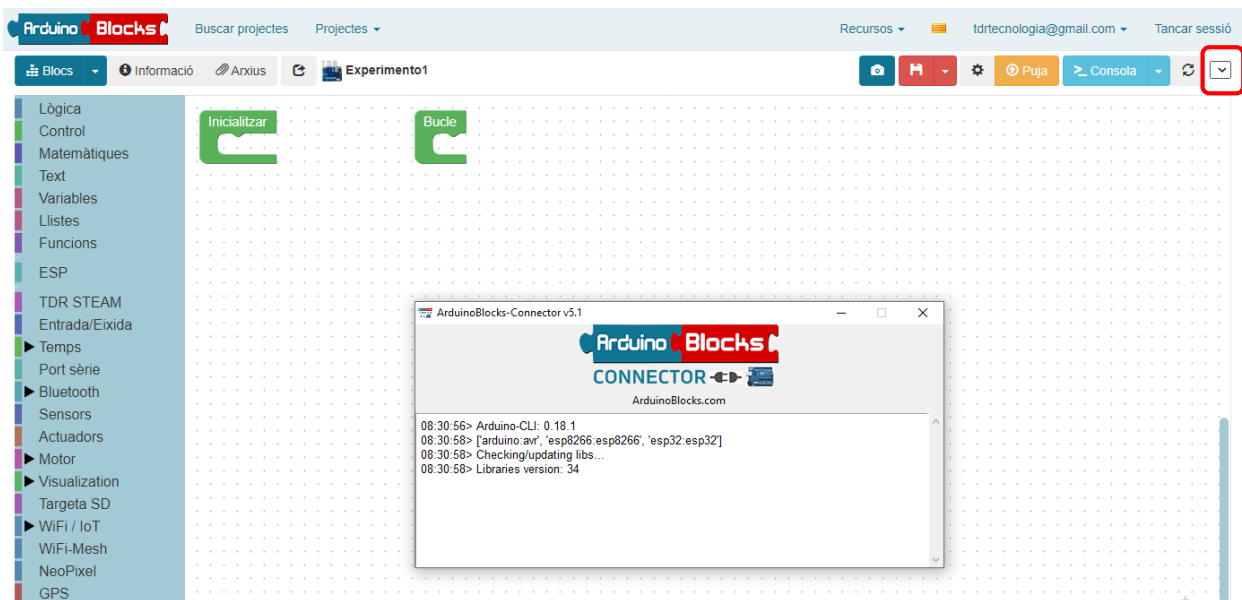 Arduino Blocks Buscar projectes Projectes Recursos tdrtecnologia@gmail.com Tancar sessió
Blocs Informació Arxius TDR Experimento1 Puja >_ Consola
Lògica
Control
Matemàtiques
Text
Variables
Llistes
Funcions
ESP
TDR STEAM
Entrada/Eixida
Temps
Port sèrie
Bluetooth
Sensors
Actuadors
Motor
Visualization
Targeta SD
WiFi / IoT
WiFi-Mesh
NeoPixel
GPS
Inicialitzar
Bucle
ArduinoBlocks-Connector v5.1
Arduino Blocks
CONNECTOR
ArduinoBlocks.com
08:30:56> Arduino-CLI: 0.18.1
08:30:58> ['arduino:avr', 'esp8266:esp8266', 'esp32:esp32']
08:30:58> Checking/updating libs...
08:30:58> Libraries version: 34